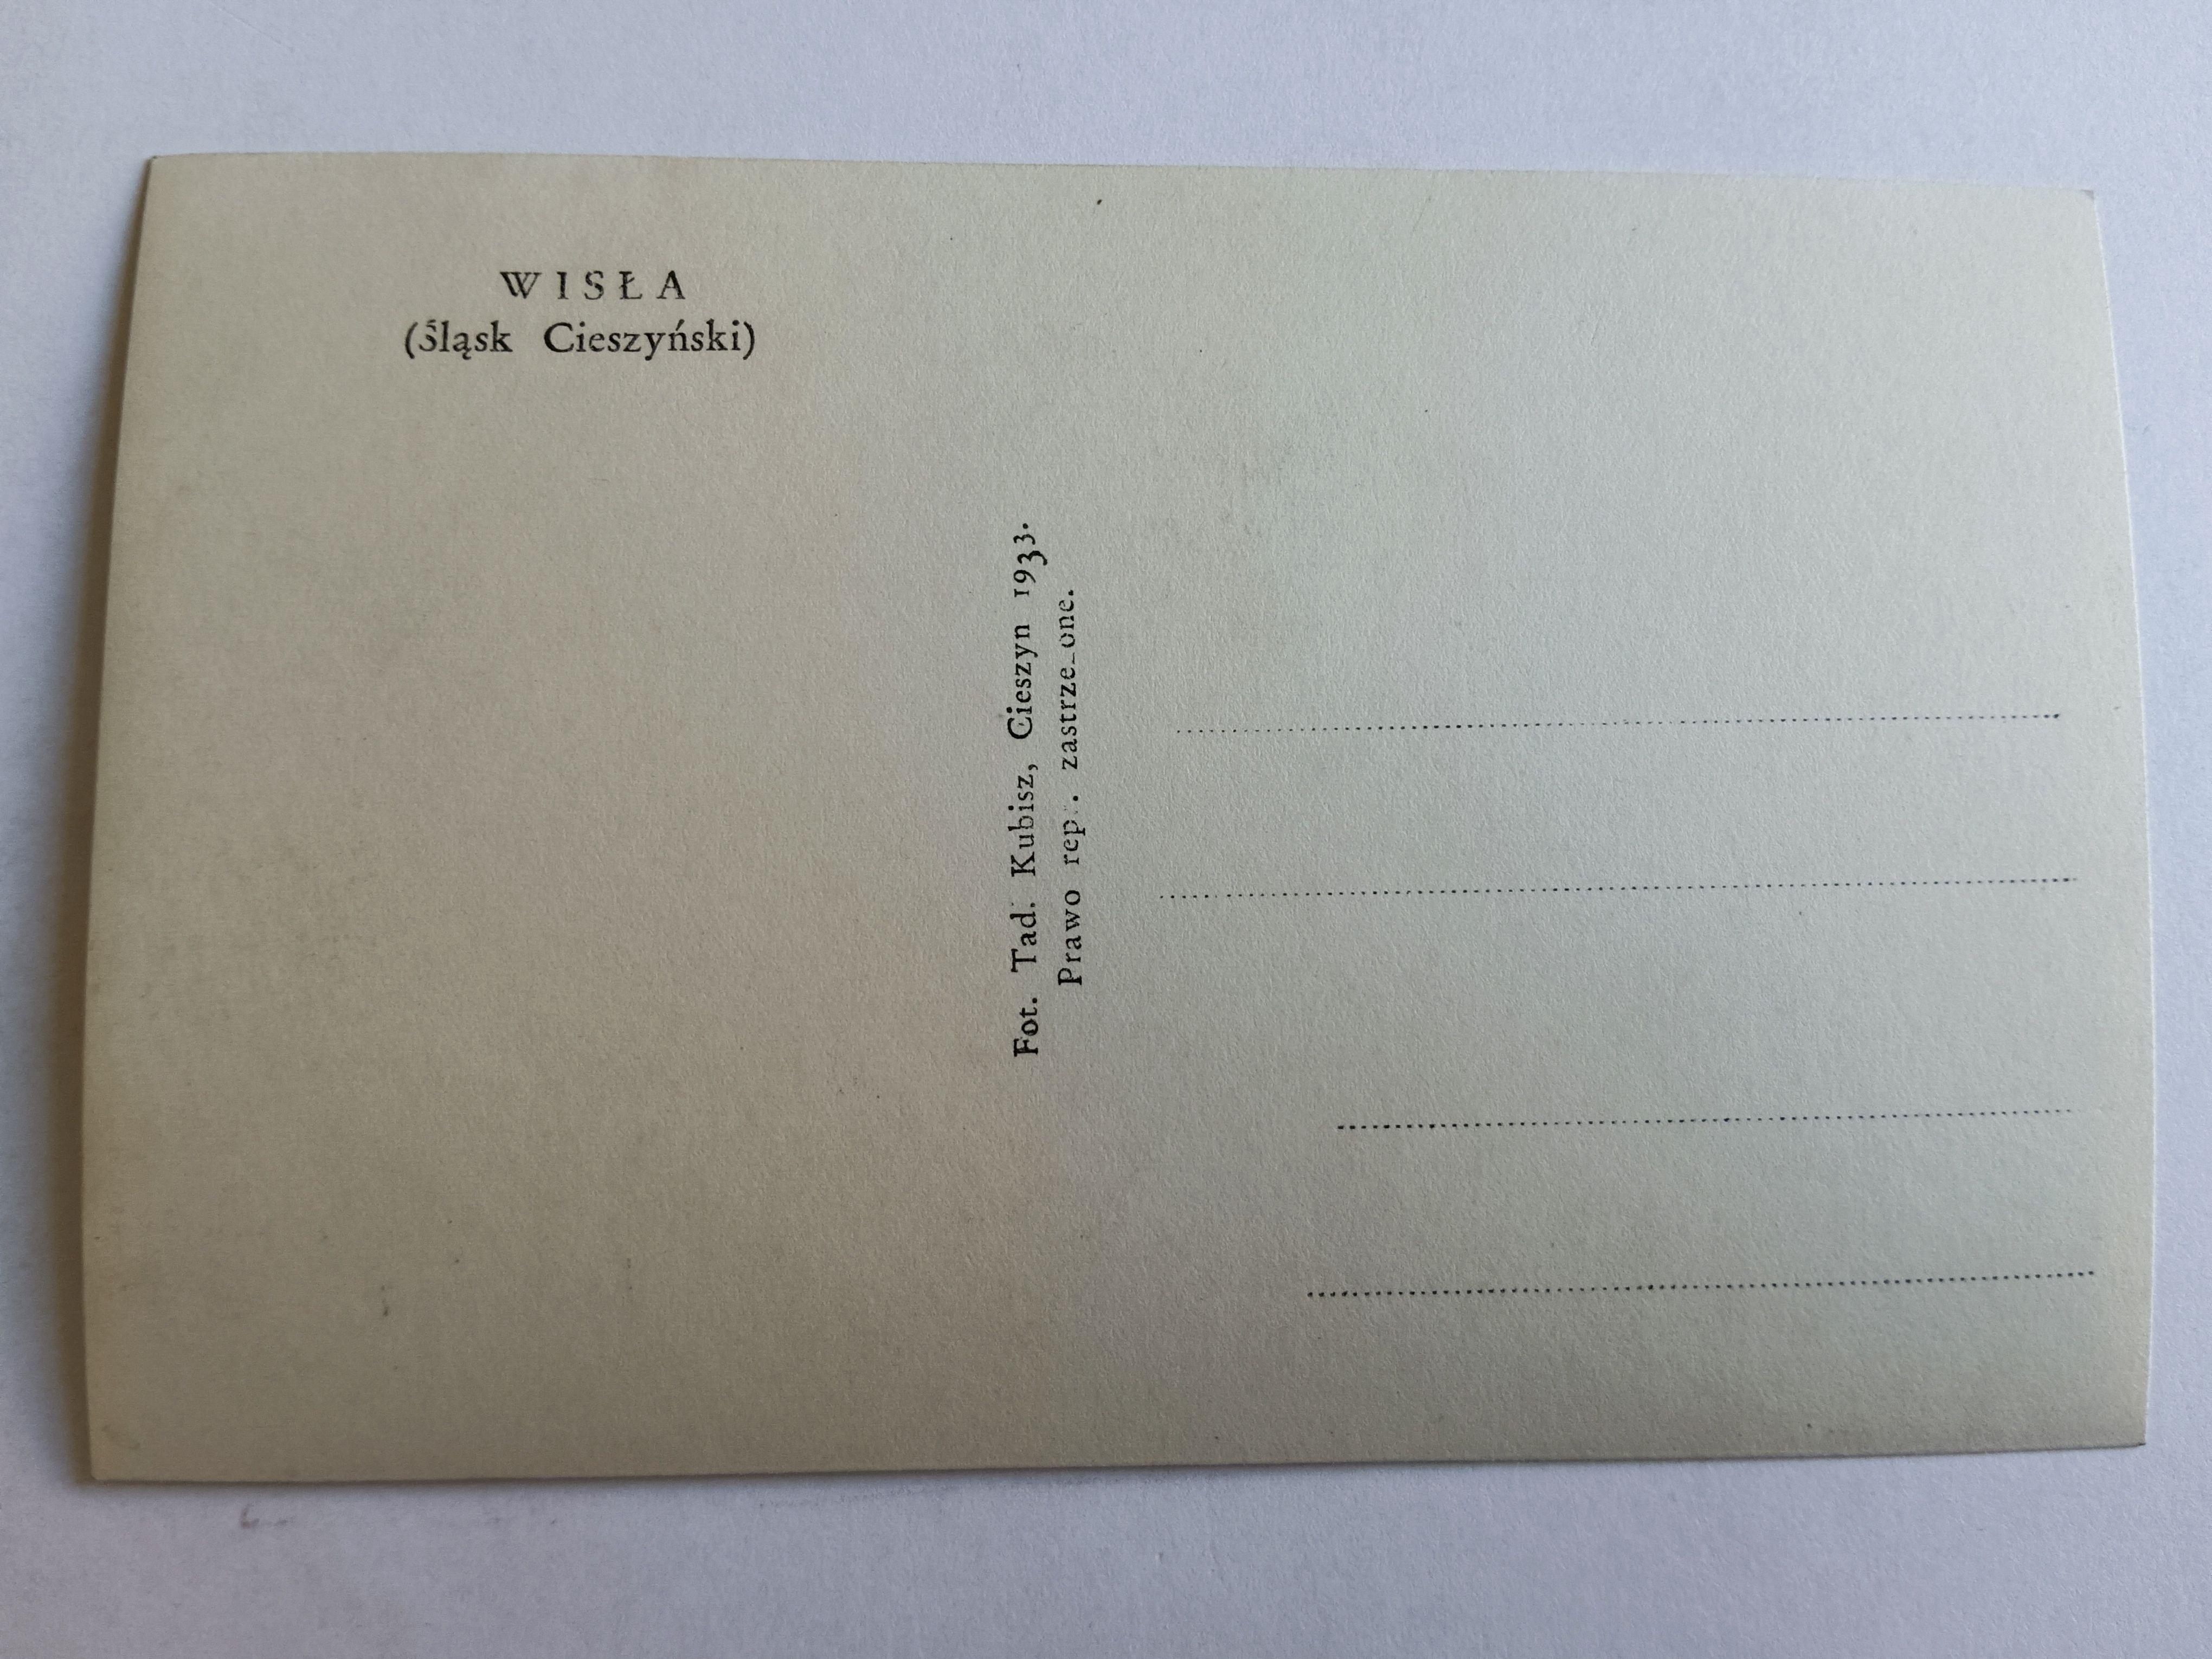 WISŁA
(Śląsk Cieszyński)
Fot. Tad. Kubisz, Cieszyn 1933.
Prawo rep. . zastrze_one.